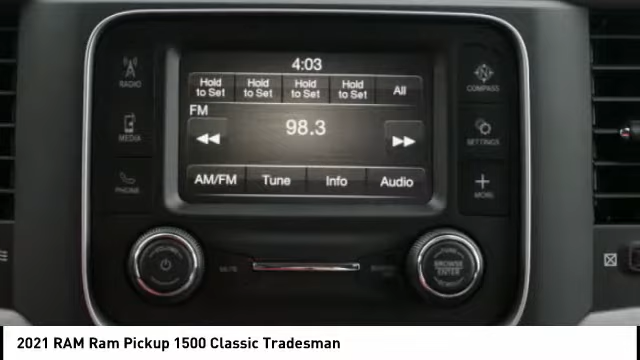 4:03
Hold to Set Hold to Set Hold to Set Hold to Set All
FM
98.3
AM/FM Tune Info Audio
RADIO
MEDIA
PHONE
COMPASS
SETTINGS
MORE
MUTE
BROWSE ENTER
2021 RAM Ram Pickup 1500 Classic Tradesman